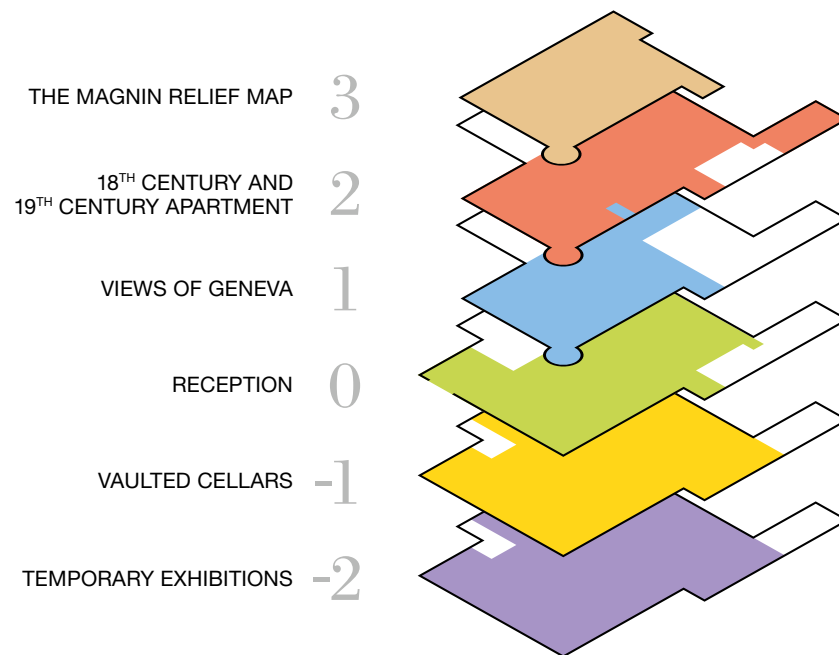 THE MAGNIN RELIEF MAP 3
18TH CENTURY AND
19TH CENTURY APARTMENT 2
VIEWS OF GENEVA 1
RECEPTION 0
VAULTED CELLARS -1
TEMPORARY EXHIBITIONS -2